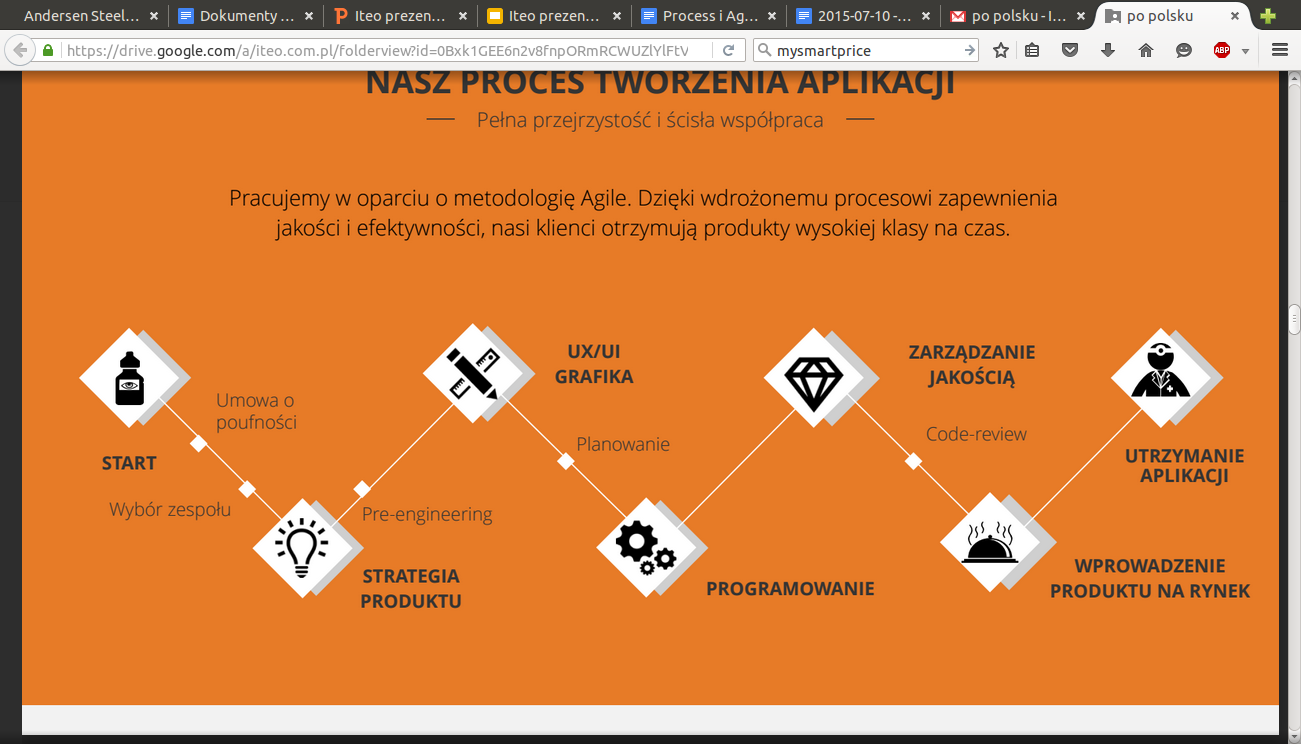 Andersen Steel...
Dokumenty ...
Iteo prezen...
Iteo prezen...
Process i Ag...
2015-07-10 -...
po polsku - I...
po polsku
https://drive.google.com/a/iteo.com.pl/folderview?id=0Bxk1GEE6n2v8fnpORmRCWUZlYlFtV
mysmartprice
ABP
NASZ PROCES TWORZENIA APLIKACJI
Pełna przejrzystość i ścisła współpraca
Pracujemy w oparciu o metodologię Agile. Dzięki wdrożonemu procesowi zapewnienia
jakości i efektywności, nasi klienci otrzymują produkty wysokiej klasy na czas.
START
Umowa o
poufności
Wybór zespołu
STRATEGIA
PRODUKTU
Pre-engineering
UX/UI
GRAFIKA
Planowanie
PROGRAMOWANIE
ZARZĄDZANIE
JAKOŚCIĄ
Code-review
WPROWADZENIE
PRODUKTU NA RYNEK
UTRZYMANIE
APLIKACJI